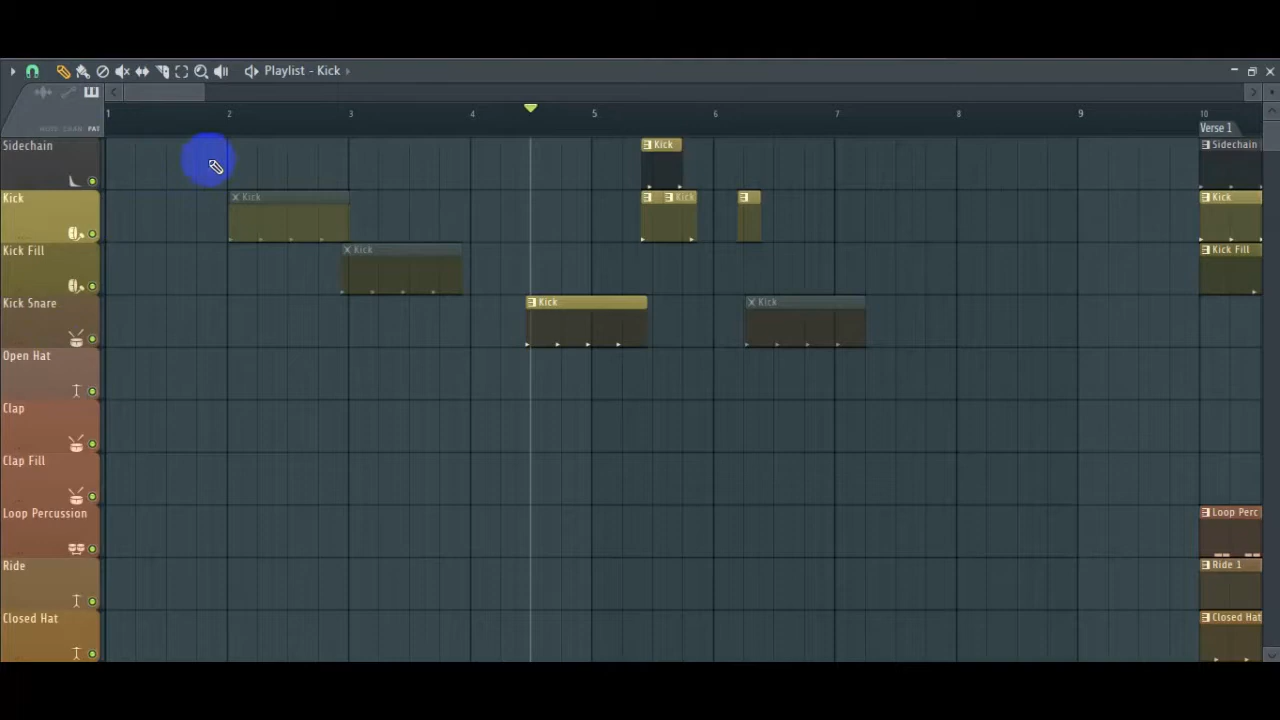 Playlist - Kick
1 2 3 4 5 6 7 8 9 10
Verse 1
PAT
Sidechain
Kick
Sidechain
Kick
Kick
Kick
Kick
Kick Fill
Kick
Kick Fill
Kick Snare
Kick
Kick
Open Hat
Clap
Clap Fill
Loop Percussion
Loop Perc
Ride
Ride 1
Closed Hat
Closed Hat